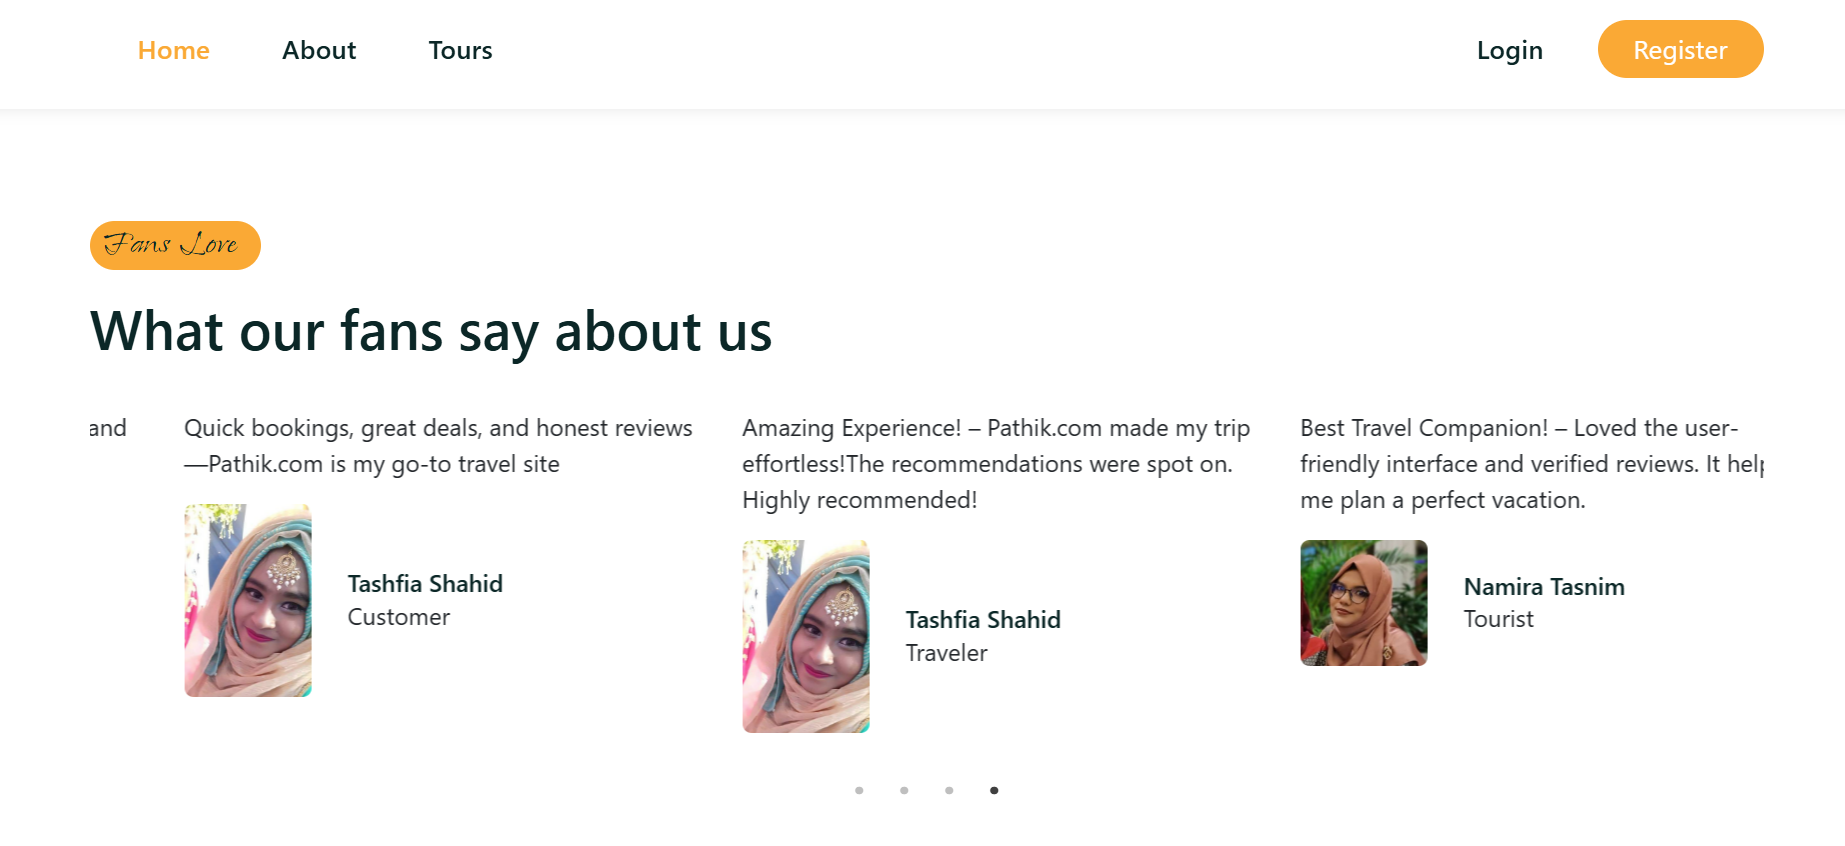 Home About Tours Login Register
Fans Love
What our fans say about us
and
Quick bookings, great deals, and honest reviews
—Pathik.com is my go-to travel site
Tashfia Shahid
Customer
Amazing Experience! – Pathik.com made my trip
effortless!The recommendations were spot on.
Highly recommended!
Tashfia Shahid
Traveler
Best Travel Companion! – Loved the user-
friendly interface and verified reviews. It
me plan a perfect vacation.
Namira Tasnim
Tourist